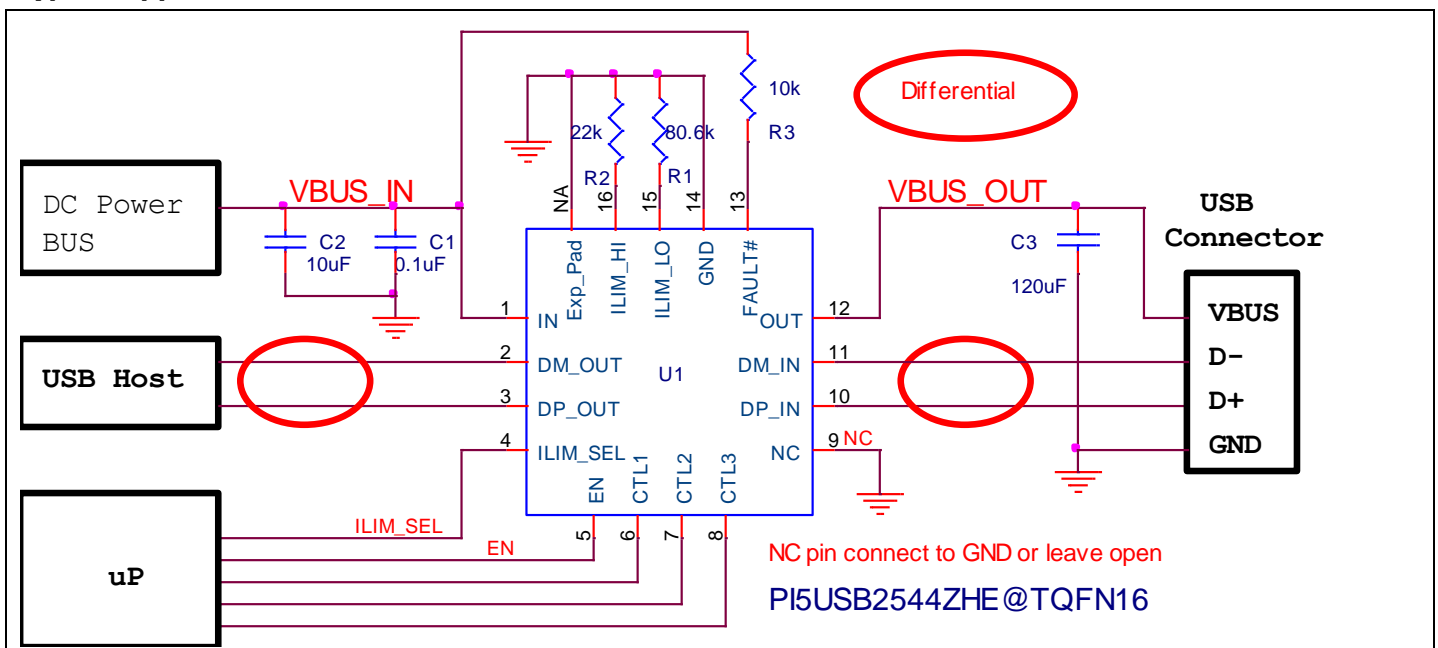 Differential
10k
R3
22k
80.6k
R2
R1
NA
16
15
14
13
DC Power
BUS
VBUS_IN
C2
10uF
C1
0.1uF
VBUS_OUT
C3
120uF
USB
Connector
Exp_Pad
ILIM_HI
ILIM_LO
GND
FAULT#
1
IN
OUT
12
VBUS
USB Host
2
DM_OUT
U1
DM_IN
11
D-
3
DP_OUT
DP_IN
10
D+
4
ILIM_SEL
NC
9
NC
GND
EN
CTL1
CTL2
CTL3
5
6
7
8
uP
ILIM_SEL
EN
NC pin connect to GND or leave open
PI5USB2544ZHE@TQFN16